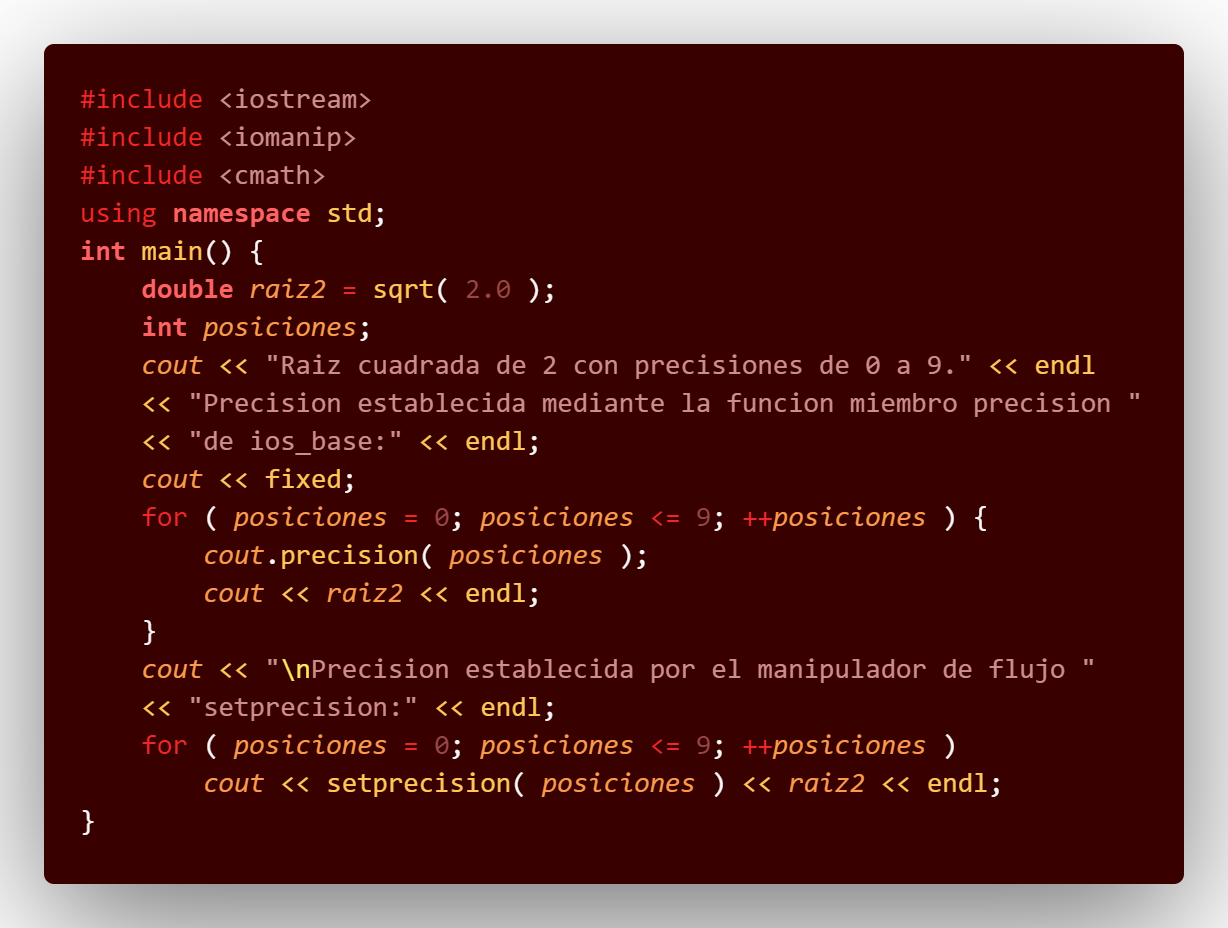 #include <iostream>
#include <iomanip>
#include <cmath>
using namespace std;
int main() {
    double raiz2 = sqrt( 2.0 );
    int posiciones;
    cout << "Raiz cuadrada de 2 con precisiones de 0 a 9." << endl
    << "Precision establecida mediante la funcion miembro precision "
    << "de ios_base:" << endl;
    cout << fixed;
    for ( posiciones = 0; posiciones <= 9; ++posiciones ) {
        cout.precision( posiciones );
        cout << raiz2 << endl;
    }
    cout << "\nPrecision establecida por el manipulador de flujo "
    << "setprecision:" << endl;
    for ( posiciones = 0; posiciones <= 9; ++posiciones )
        cout << setprecision( posiciones ) << raiz2 << endl;
}